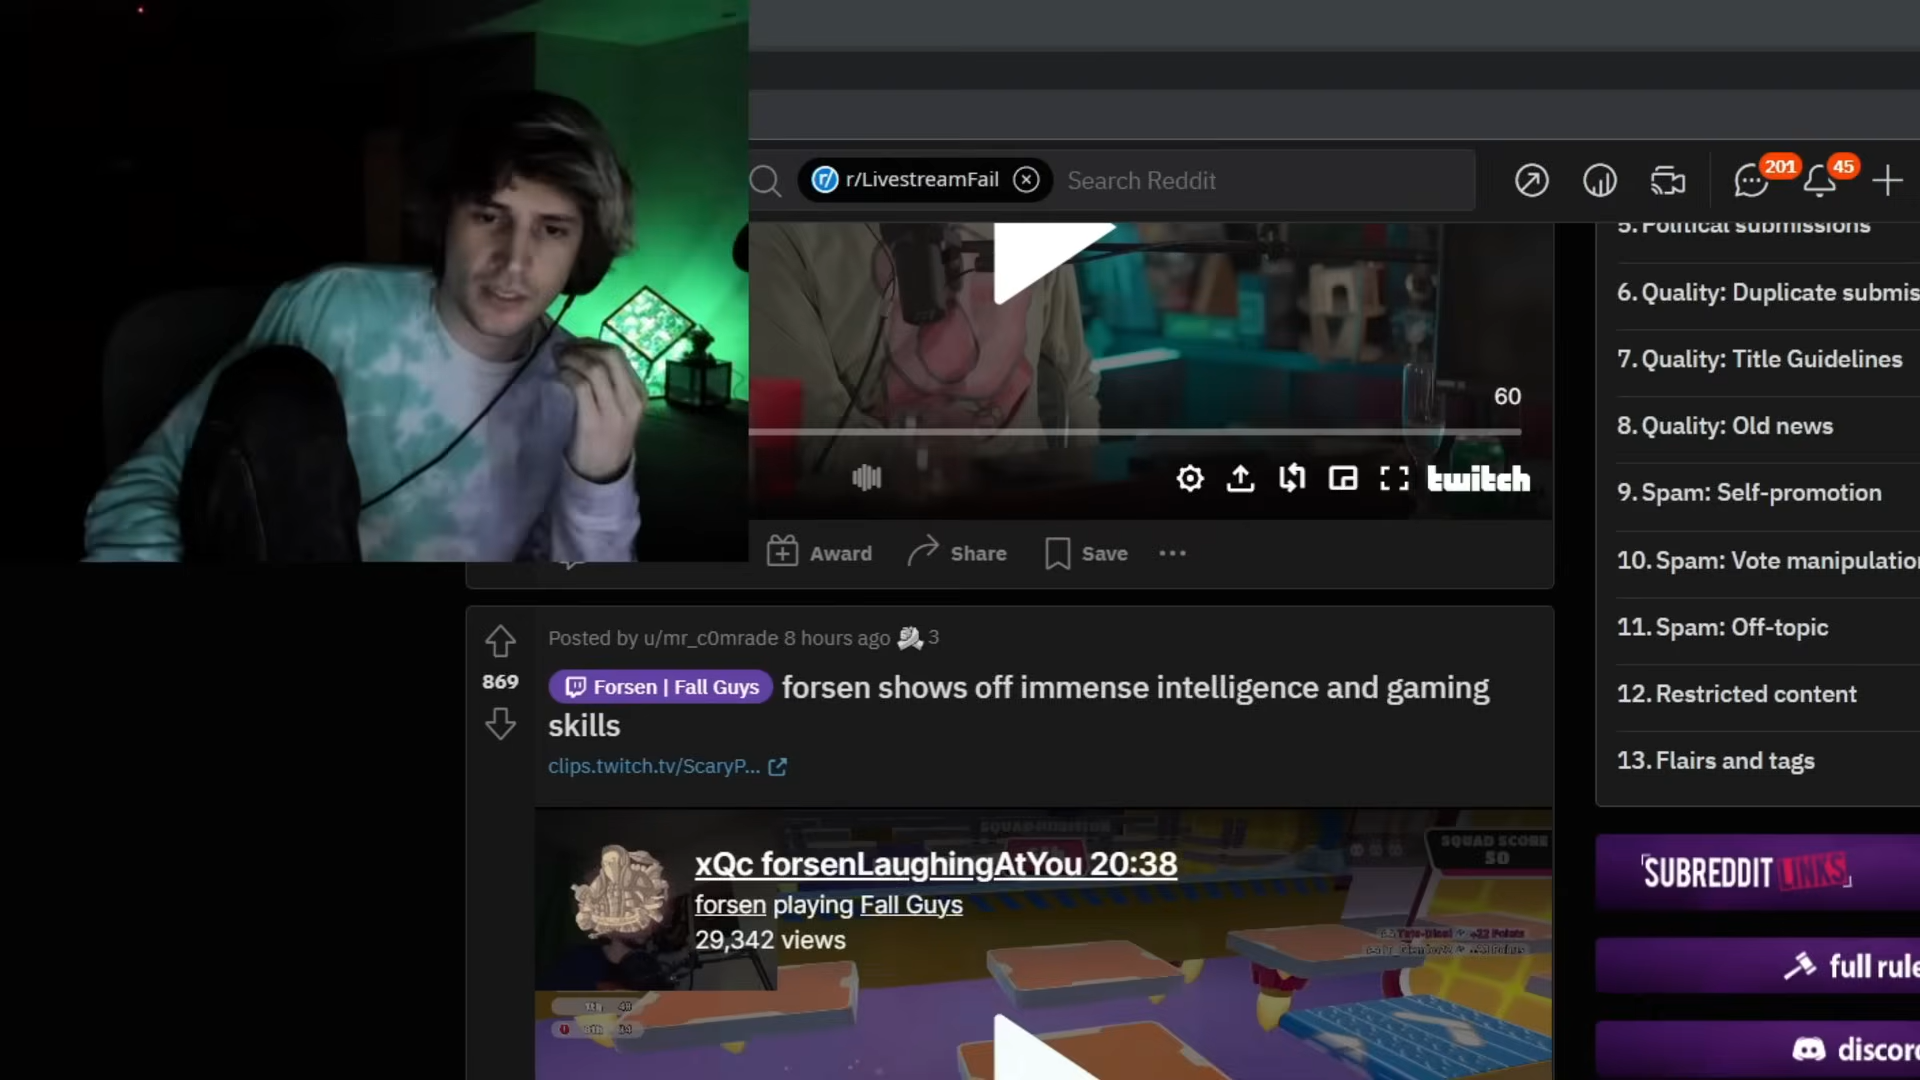 r/LivestreamFail
Search Reddit
201
45
60
twitch
Award
Share
Save
5. Political submissions
6. Quality: Duplicate submis
7. Quality: Title Guidelines
8. Quality: Old news
9. Spam: Self-promotion
10. Spam: Vote manipulation
11. Spam: Off-topic
12. Restricted content
13. Flairs and tags
869
Posted by u/mr_c0mrade 8 hours ago 3
Forsen | Fall Guys forsen shows off immense intelligence and gaming
skills
clips.twitch.tv/ScaryP...
xQc forsenLaughingAtYou 20:38
forsen playing Fall Guys
29,342 views
SQUAD SCORE
50
SUBREDDIT LINKS
full rule
discord